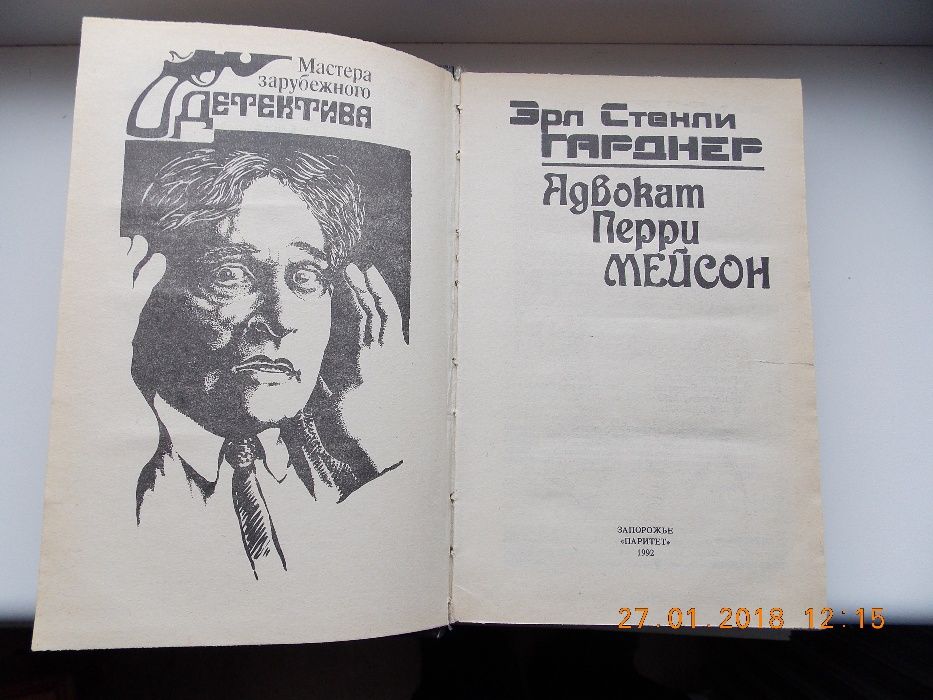 Мастера
зарубежного
ДЕТЕКТИВА
Эрл Стенли
ГАРДНЕР
Адвокат
Перри
МЕЙСОН
ЗАПОРОЖЬЕ
«ПАРИТЕТ»
1992
27.01.2018 12:15